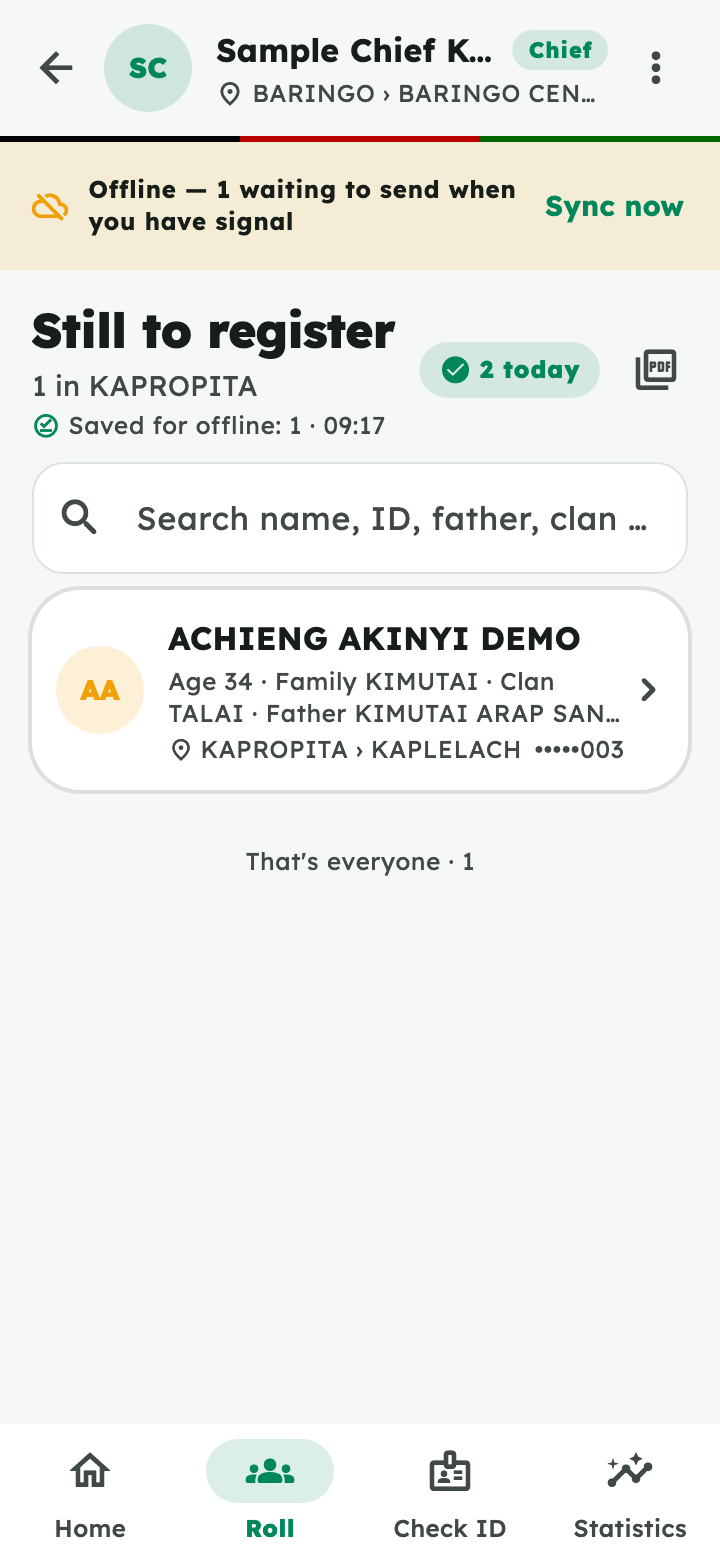 SC
Sample Chief K...
Chief
BARINGO › BARINGO CEN...
Offline — 1 waiting to send when
you have signal
Sync now
Still to register
1 in KAPROPITA
Saved for offline: 1 · 09:17
2 today
PDF
Search name, ID, father, clan ...
AA
ACHIENG AKINYI DEMO
Age 34 · Family KIMUTAI · Clan
TALAI · Father KIMUTAI ARAP SAN...
KAPROPITA › KAPLELACH •••••003
That's everyone · 1
Home
Roll
Check ID
Statistics